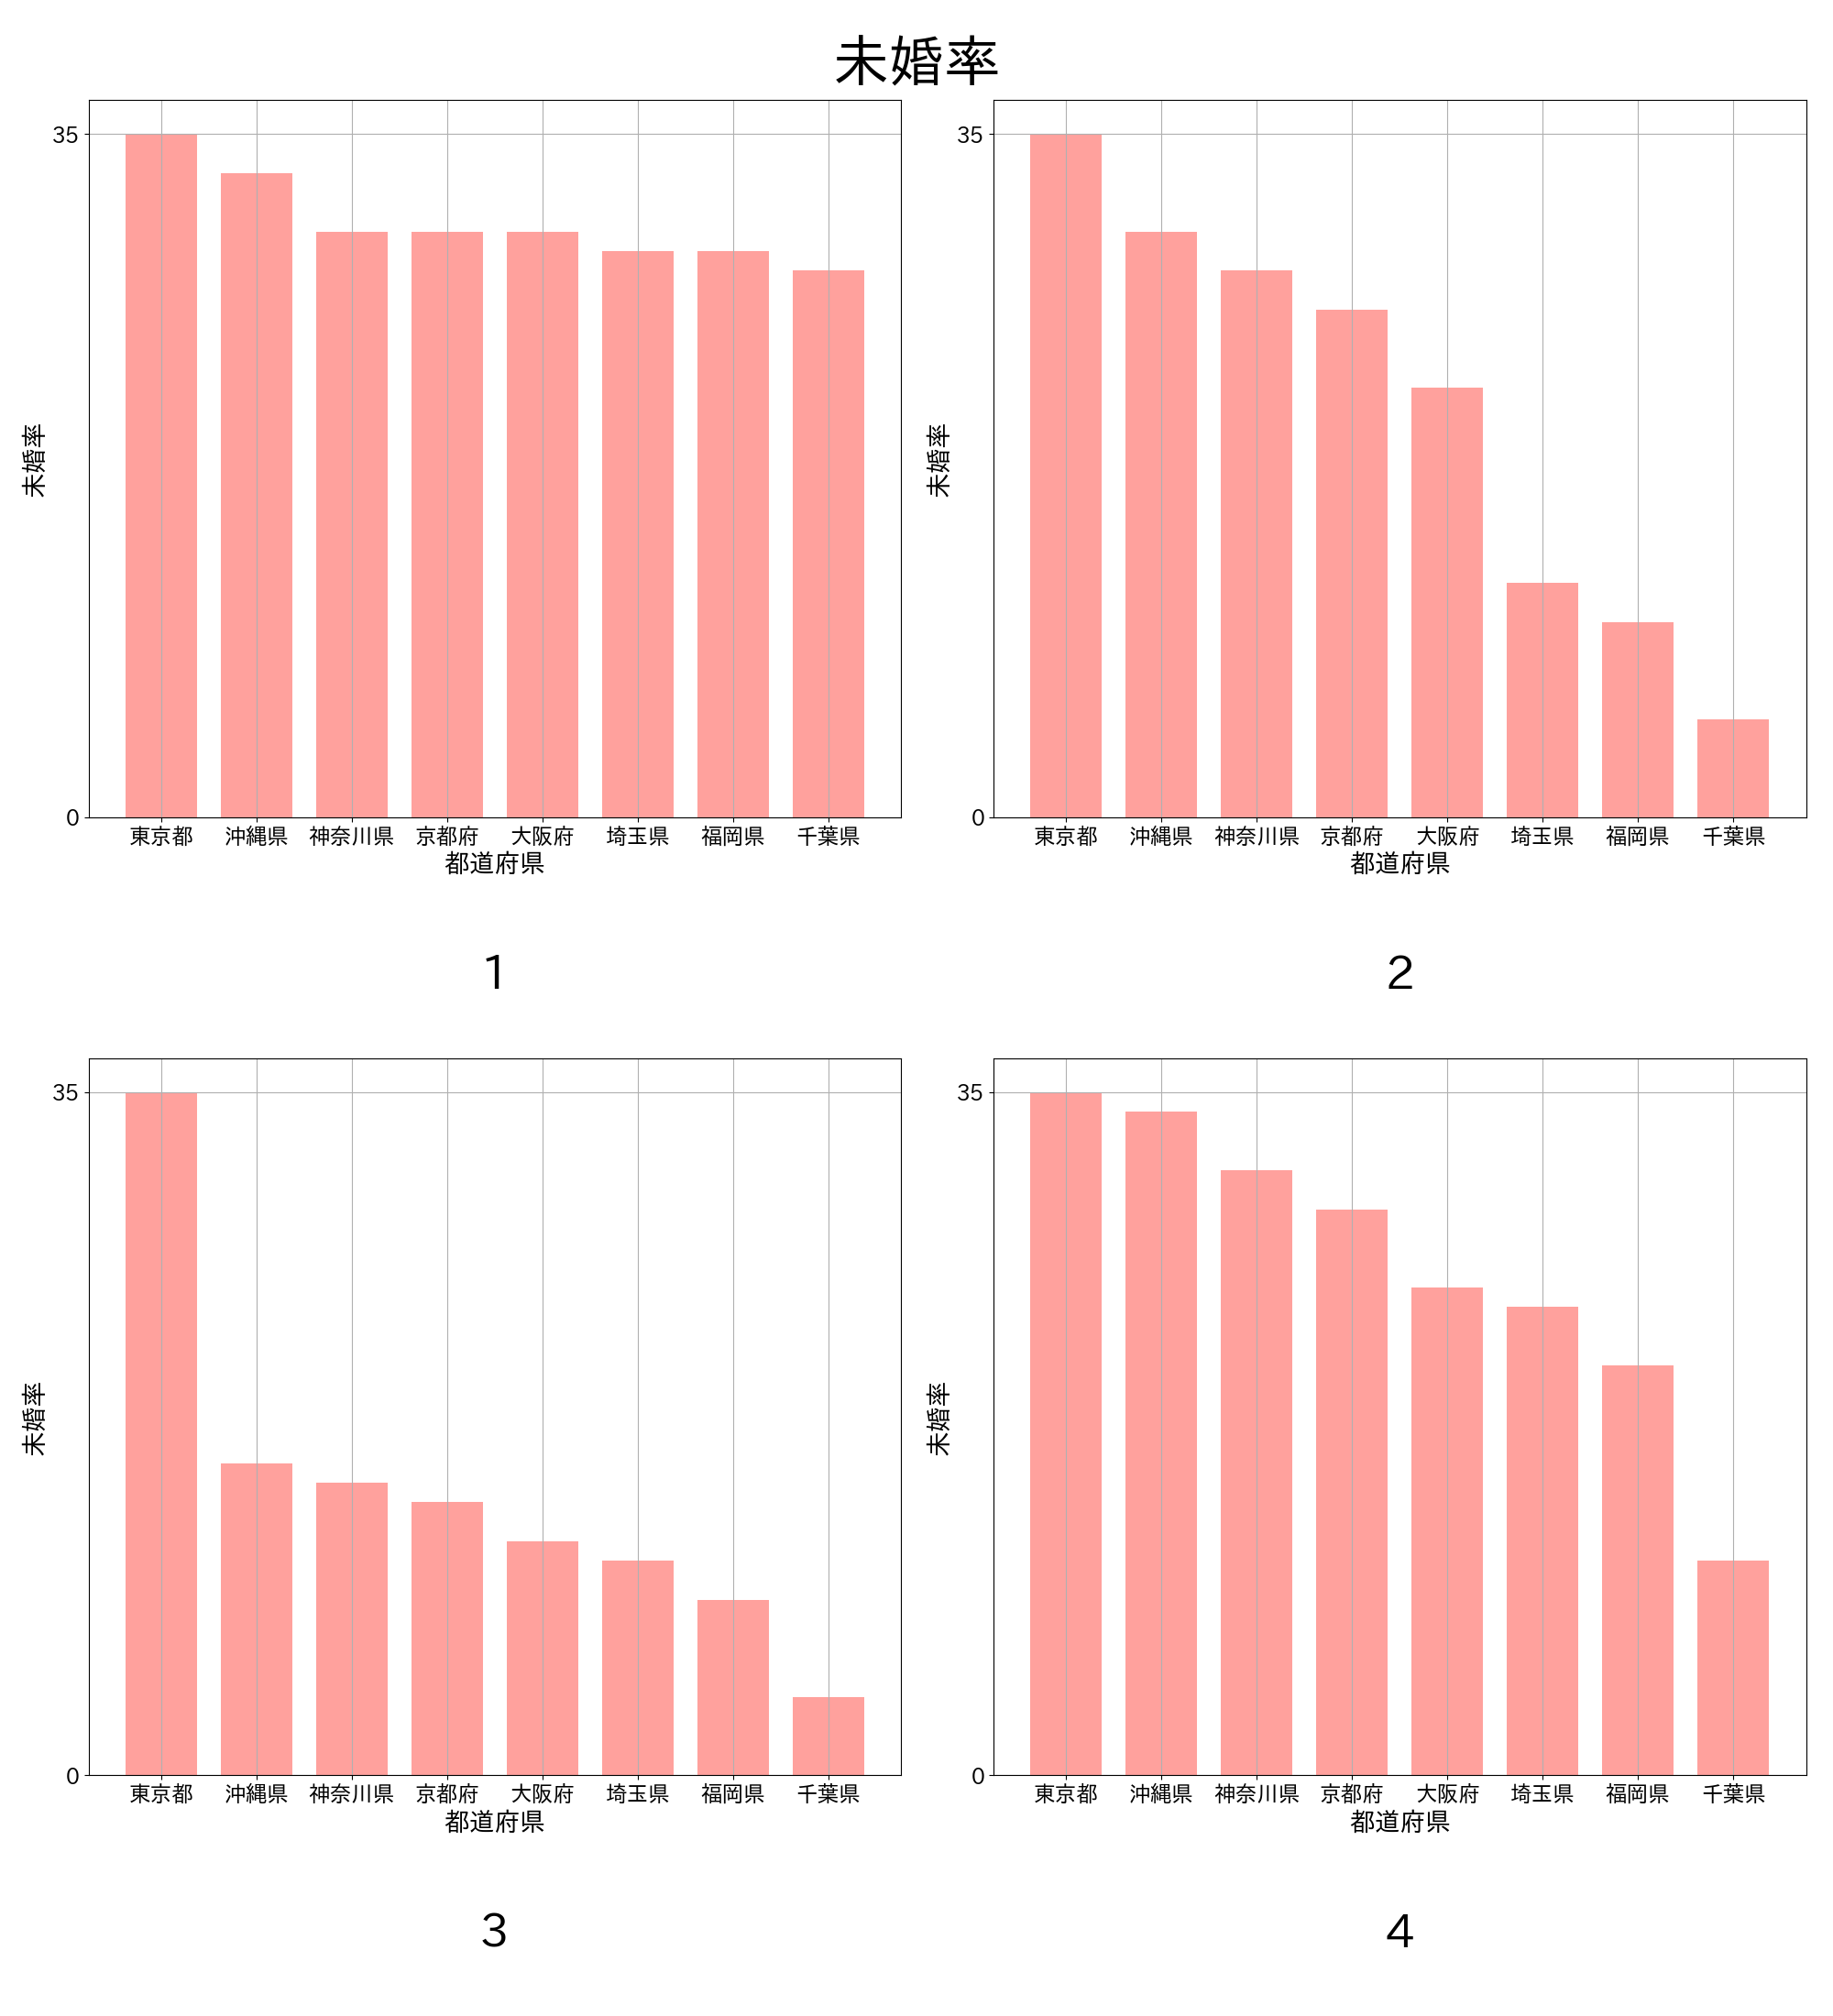 未婚率
35
0
未婚率
東京都 沖縄県 神奈川県 京都府 大阪府 埼玉県 福岡県 千葉県
都道府県
1
35
0
未婚率
東京都 沖縄県 神奈川県 京都府 大阪府 埼玉県 福岡県 千葉県
都道府県
2
35
0
未婚率
東京都 沖縄県 神奈川県 京都府 大阪府 埼玉県 福岡県 千葉県
都道府県
3
35
0
未婚率
東京都 沖縄県 神奈川県 京都府 大阪府 埼玉県 福岡県 千葉県
都道府県
4